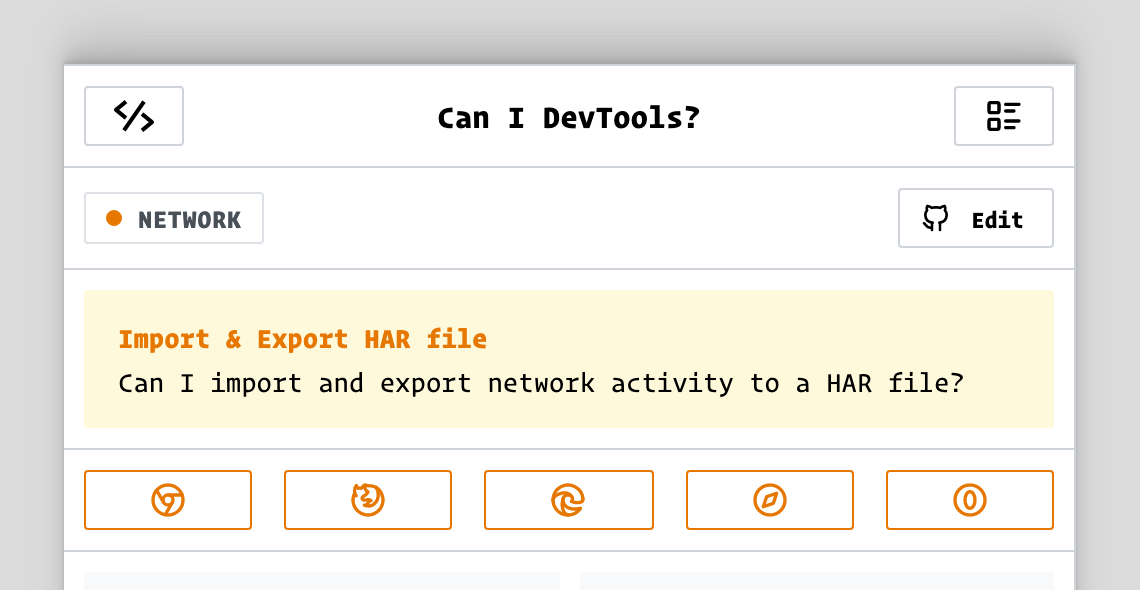 Can I DevTools?
NETWORK
Edit
Import & Export HAR file
Can I import and export network activity to a HAR file?